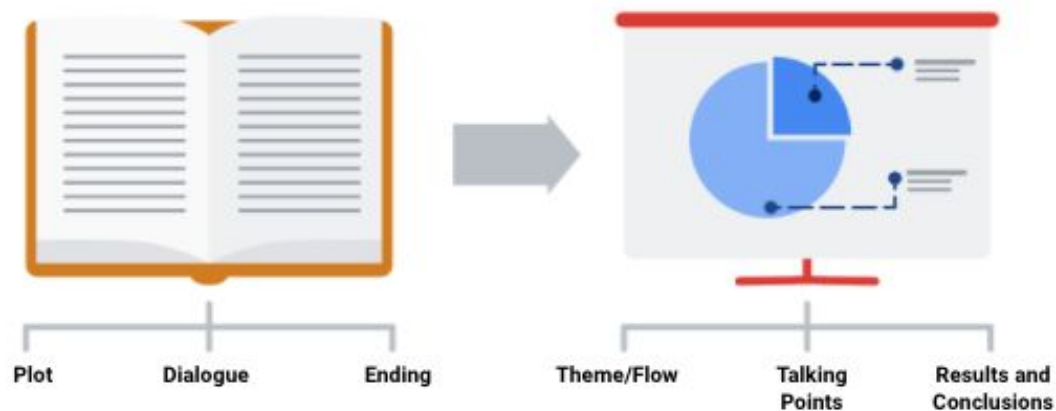 Plot
Dialogue
Ending
Theme/Flow
Talking
Points
Results and
Conclusions